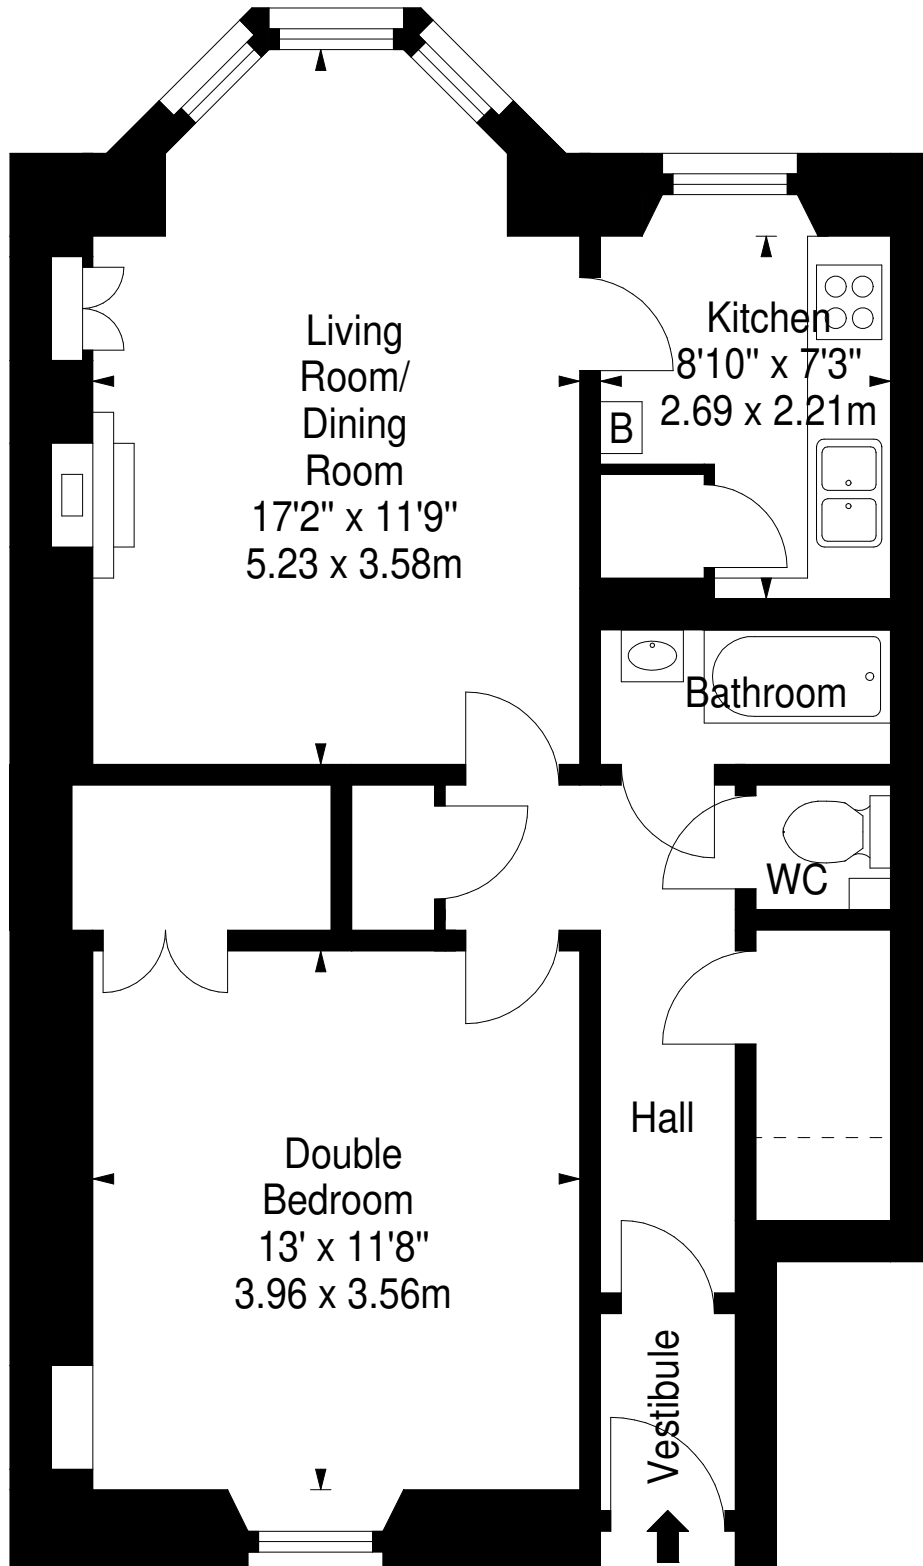 Living
Room/
Dining
Room
17'2" x 11'9"
5.23 x 3.58m
Kitchen
8'10" x 7'3"
2.69 x 2.21m
B
Bathroom
WC
Hall
Double
Bedroom
13' x 11'8"
3.96 x 3.56m
Vestibule